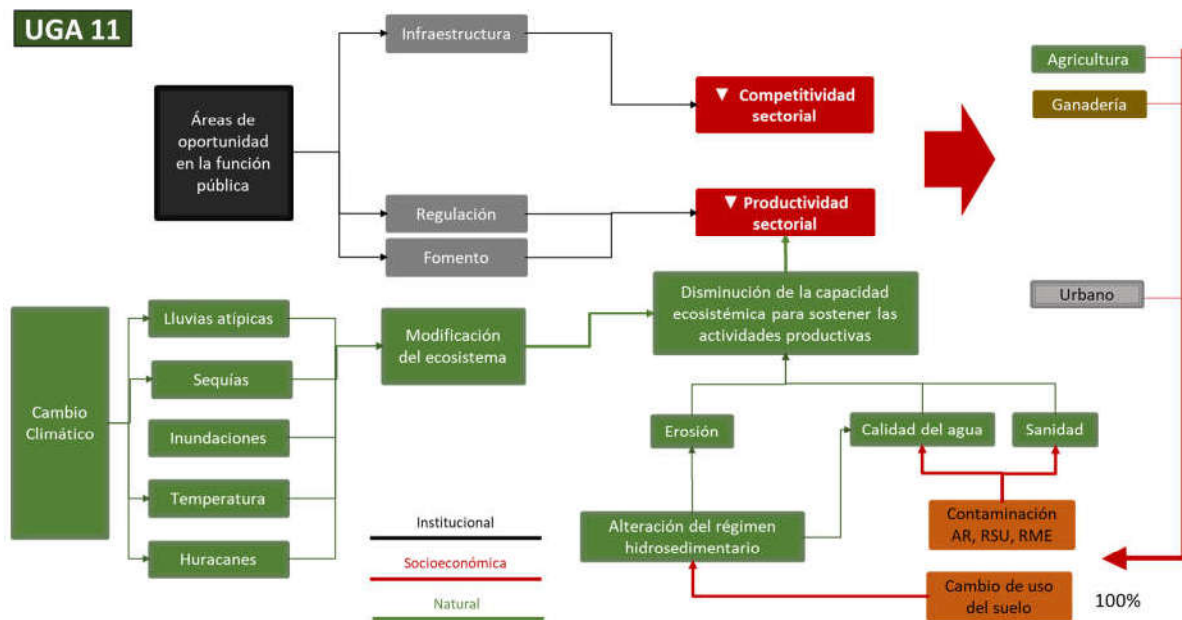 UGA 11
Infraestructura
Áreas de
oportunidad
en la función
pública
▼ Competitividad
sectorial
Agricultura
Ganadería
Regulación
Fomento
▼ Productividad
sectorial
Urbano
Cambio
Climático
Lluvias atípicas
Sequías
Inundaciones
Temperatura
Huracanes
Modificación
del ecosistema
Disminución de la capacidad
ecosistémica para sostener las
actividades productivas
Erosión
Calidad del agua
Sanidad
Alteración del régimen
hidrosedimentario
Contaminación
AR, RSU, RME
Cambio de uso
del suelo
100%
Institucional
Socioeconómica
Natural